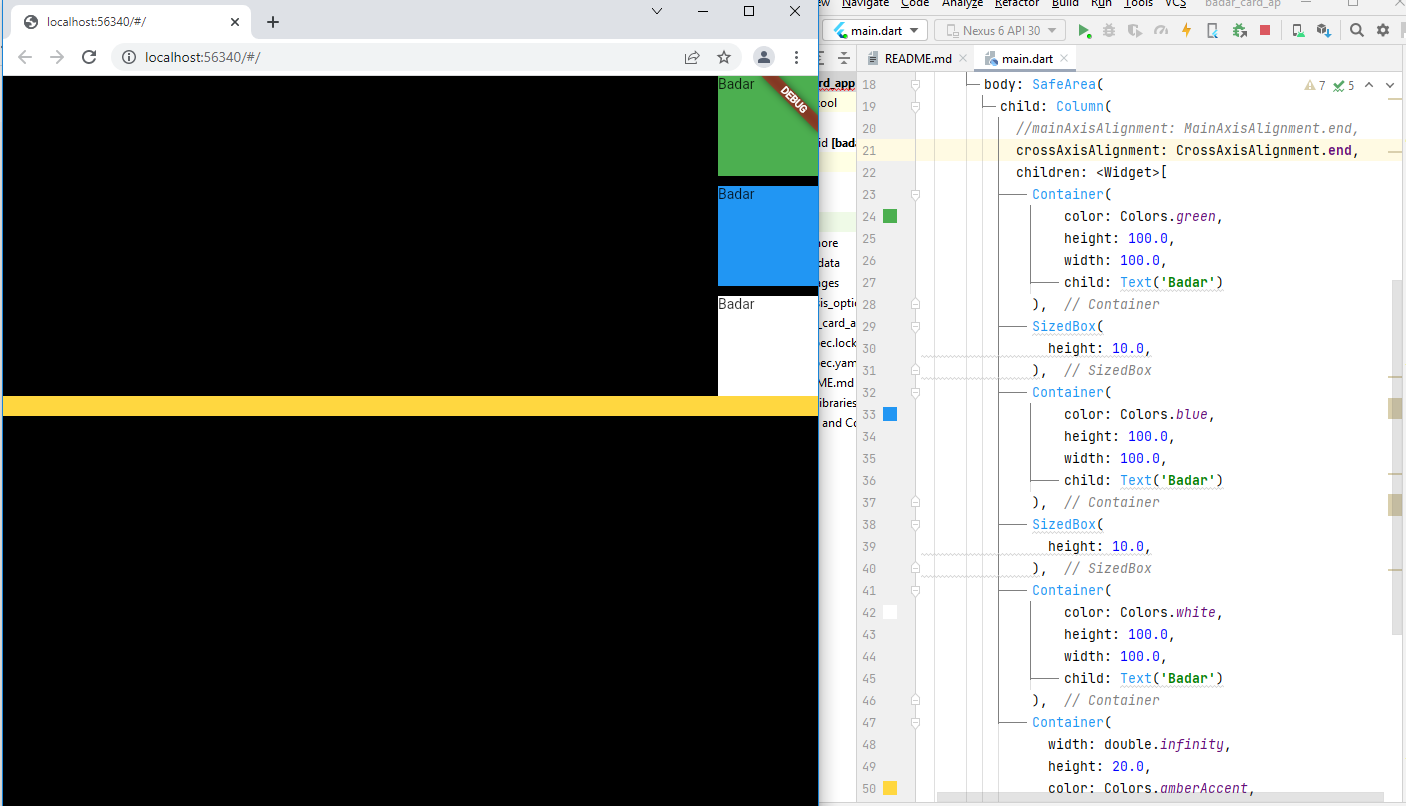 localhost:56340/#/
localhost:56340/#/
Badar
DEBUG
Badar
Badar
Navigate Code Analyze Refactor Build Run Tools VCS badar_card_ap
main.dart Nexus 6 API 30
README.md main.dart
rd_app
tool
id [bada
nore
data
ges
sis_optio
_card_a
ec.lock
ec.yam
ME.md
ibraries
and Co
7 5
18 body: SafeArea(
19 child: Column(
20 //mainAxisAlignment: MainAxisAlignment.end,
21 crossAxisAlignment: CrossAxisAlignment.end,
22 children: <Widget>[
23 Container(
24 color: Colors.green,
25 height: 100.0,
26 width: 100.0,
27 child: Text('Badar')
28 ), // Container
29 SizedBox(
30 height: 10.0,
31 ), // SizedBox
32 Container(
33 color: Colors.blue,
34 height: 100.0,
35 width: 100.0,
36 child: Text('Badar')
37 ), // Container
38 SizedBox(
39 height: 10.0,
40 ), // SizedBox
41 Container(
42 color: Colors.white,
43 height: 100.0,
44 width: 100.0,
45 child: Text('Badar')
46 ), // Container
47 Container(
48 width: double.infinity,
49 height: 20.0,
50 color: Colors.amberAccent,